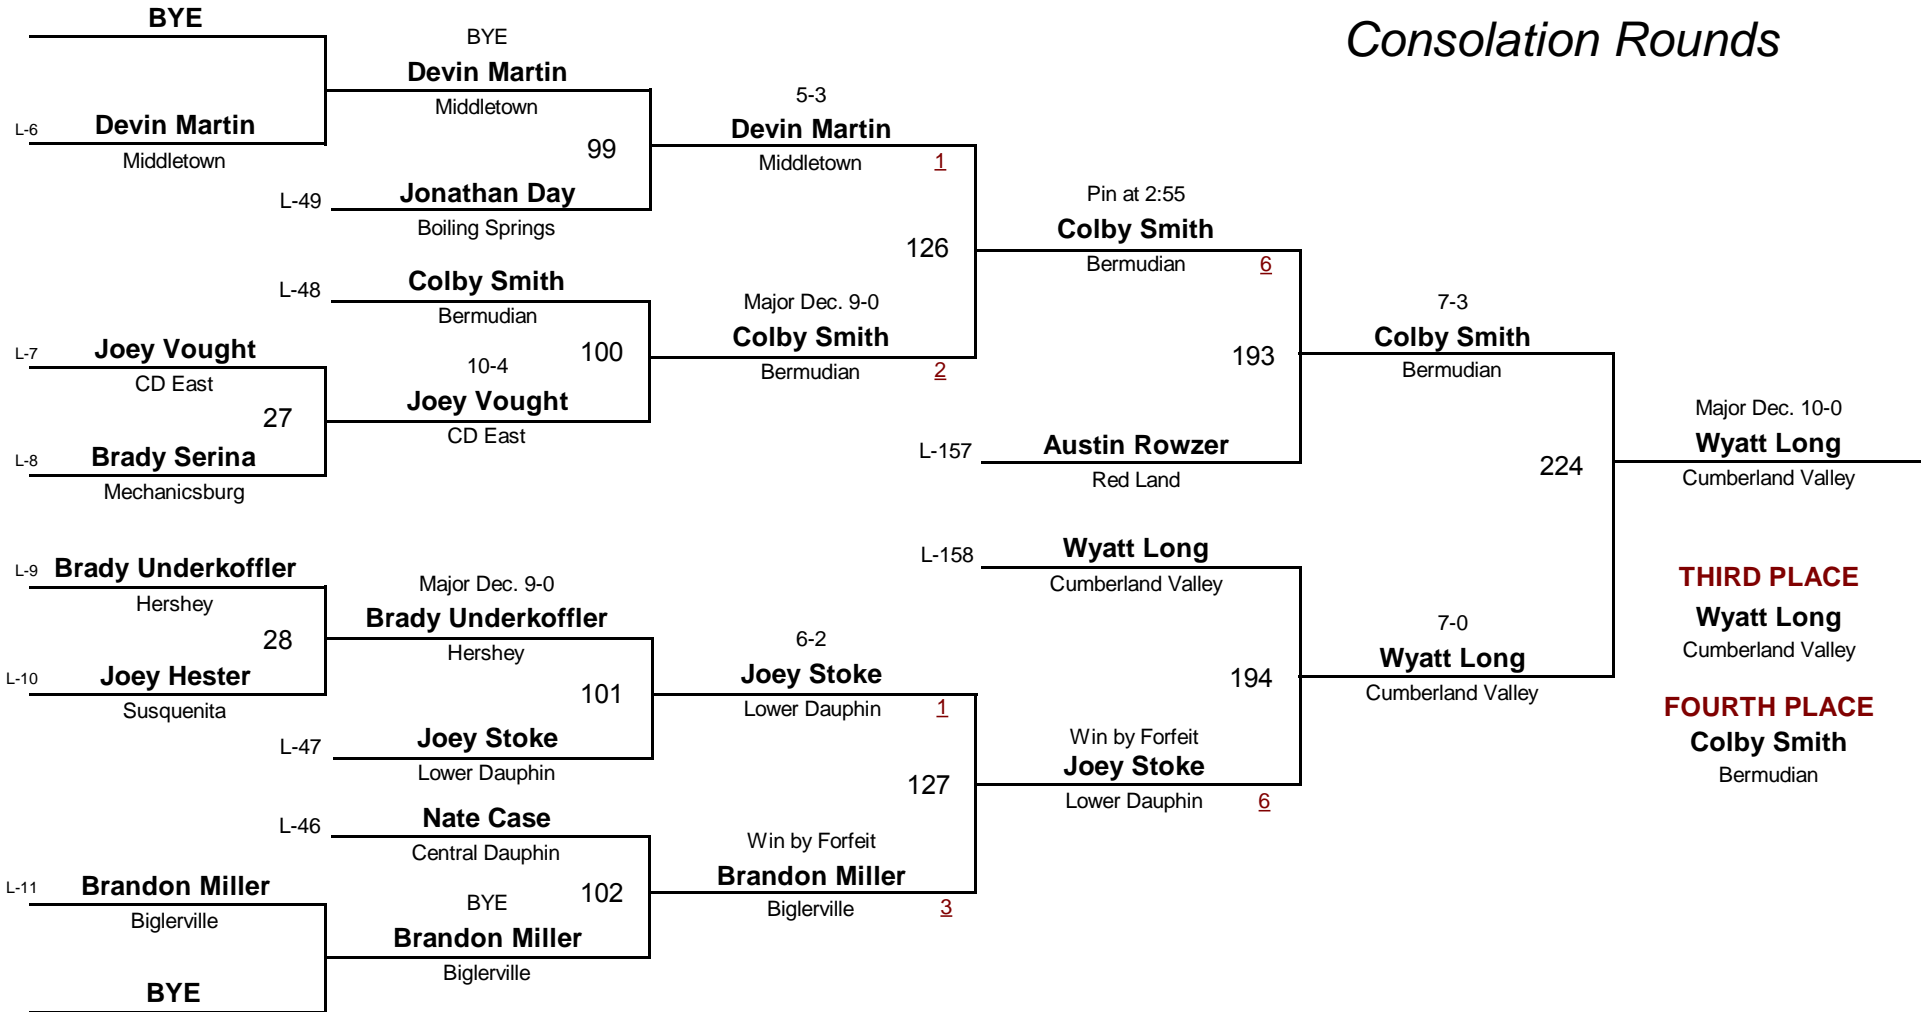 Consolation Rounds
BYE
L-6 Devin Martin
Middletown
L-7 Joey Vought
CD East
27
L-8 Brady Serina
Mechanicsburg
L-9 Brady Underkoffler
Hershey
28
L-10 Joey Hester
Susquenita
L-11 Brandon Miller
Biglerville
BYE
BYE
Devin Martin
Middletown
99
L-49 Jonathan Day
Boiling Springs
L-48 Colby Smith
Bermudian
100
10-4
Joey Vought
CD East
Major Dec. 9-0
Brady Underkoffler
Hershey
101
L-47 Joey Stoke
Lower Dauphin
L-46 Nate Case
Central Dauphin
102
BYE
Brandon Miller
Biglerville
5-3
Devin Martin
Middletown 1
126
Major Dec. 9-0
Colby Smith
Bermudian 2
6-2
Joey Stoke
Lower Dauphin 1
127
Win by Forfeit
Brandon Miller
Biglerville 3
Pin at 2:55
Colby Smith
Bermudian 6
193
L-157 Austin Rowzer
Red Land
L-158 Wyatt Long
Cumberland Valley
194
Win by Forfeit
Joey Stoke
Lower Dauphin 6
7-3
Colby Smith
Bermudian
224
7-0
Wyatt Long
Cumberland Valley
Major Dec. 10-0
Wyatt Long
Cumberland Valley
THIRD PLACE
Wyatt Long
Cumberland Valley
FOURTH PLACE
Colby Smith
Bermudian